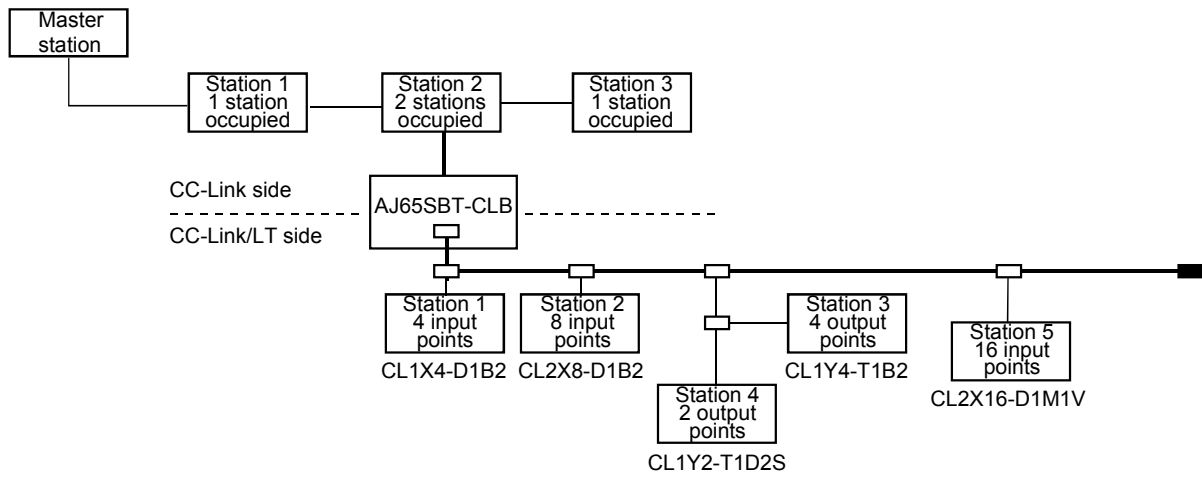 Master
station
Station 1
1 station
occupied
Station 2
2 stations
occupied
Station 3
1 station
occupied
CC-Link side
AJ65SBT-CLB
CC-Link/LT side
Station 1
4 input
points
CL1X4-D1B2
Station 2
8 input
points
CL2X8-D1B2
Station 3
4 output
points
CL1Y4-T1B2
Station 4
2 output
points
CL1Y2-T1D2S
Station 5
16 input
points
CL2X16-D1M1V